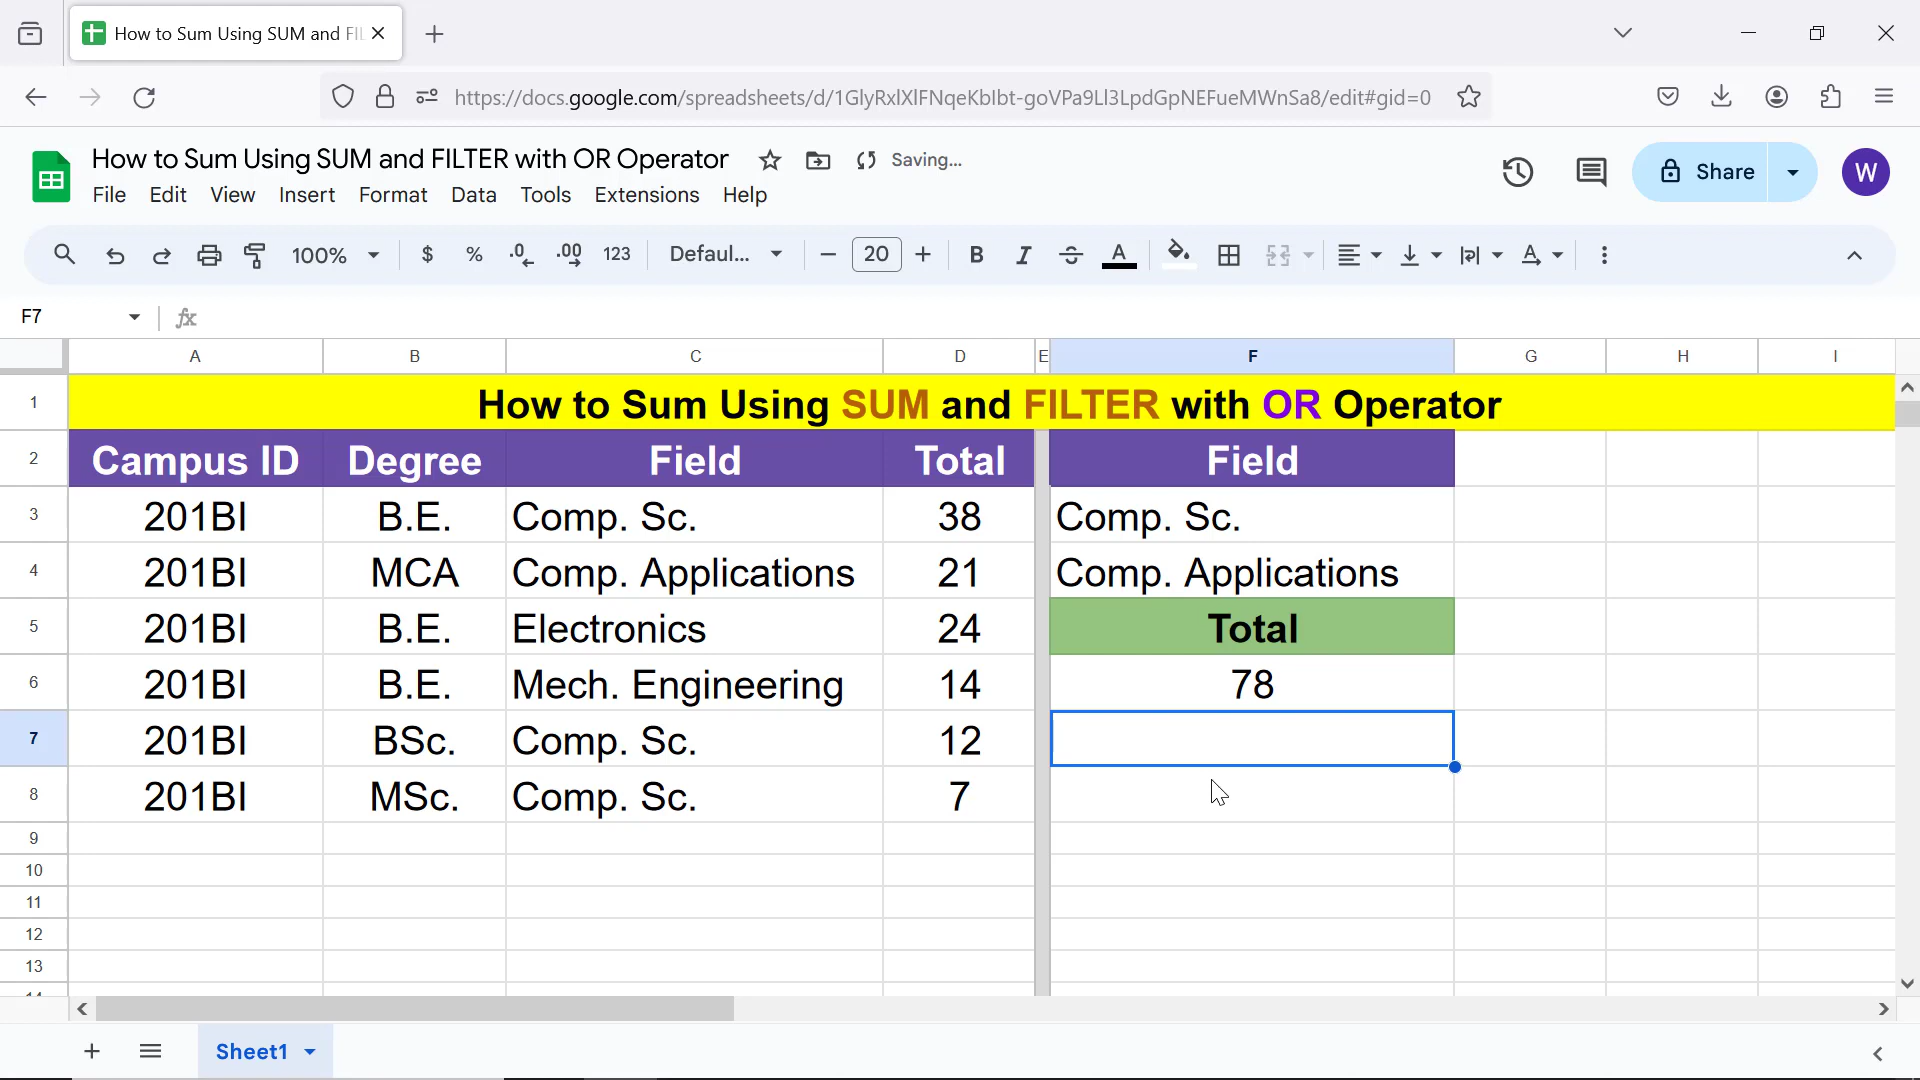 How to Sum Using SUM and FIL
https://docs.google.com/spreadsheets/d/1GlyRxlXlFNqeKbIbt-goVPa9Ll3LpdGpNEFueMWnSa8/edit#gid=0
How to Sum Using SUM and FILTER with OR Operator Saving...
File Edit View Insert Format Data Tools Extensions Help
Share W
100% $ % .0 .00 123 Defaul... 20 B I S A A
F7 fx
A B C D E F G H I
1 How to Sum Using SUM and FILTER with OR Operator
2 Campus ID Degree Field Total Field
3 201BI B.E. Comp. Sc. 38 Comp. Sc.
4 201BI MCA Comp. Applications 21 Comp. Applications
5 201BI B.E. Electronics 24 Total
6 201BI B.E. Mech. Engineering 14 78
7 201BI BSc. Comp. Sc. 12
8 201BI MSc. Comp. Sc. 7
9
10
11
12
13
Sheet1